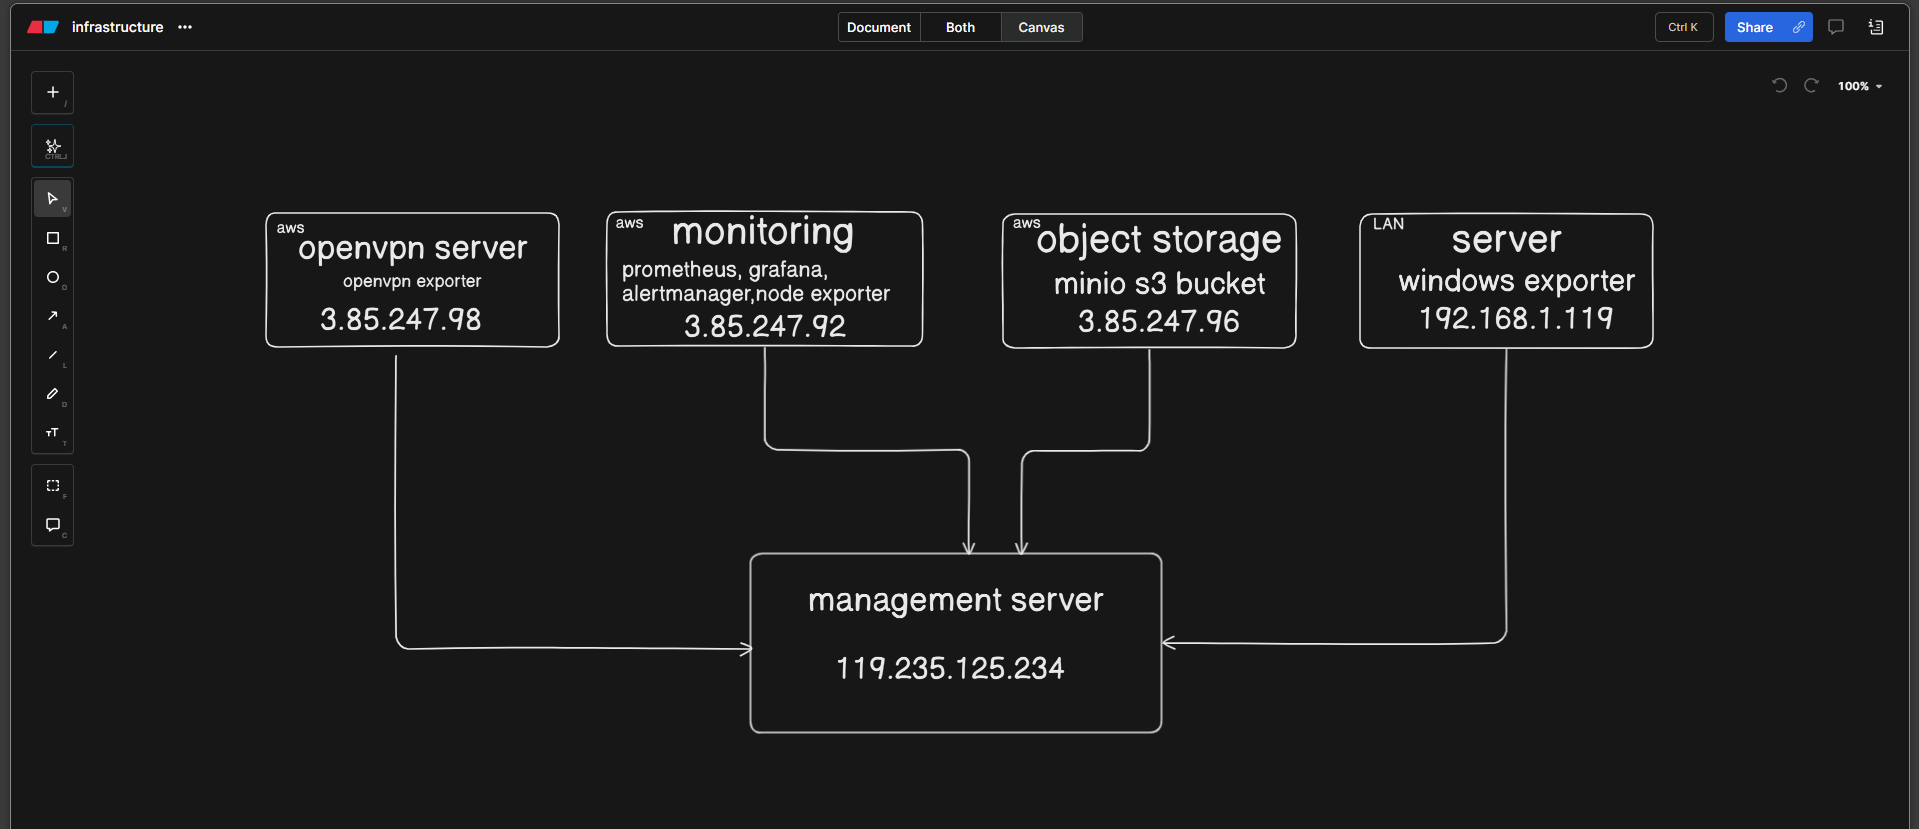 infrastructure
Document
Both
Canvas
Ctrl K
Share
100%
/
CTRL J
V
R
O
A
L
D
T
F
C
aws
openvpn server
openvpn exporter
3.85.247.98
aws
monitoring
prometheus, grafana,
alertmanager,node exporter
3.85.247.92
aws
object storage
minio s3 bucket
3.85.247.96
LAN
server
windows exporter
192.168.1.119
management server
119.235.125.234